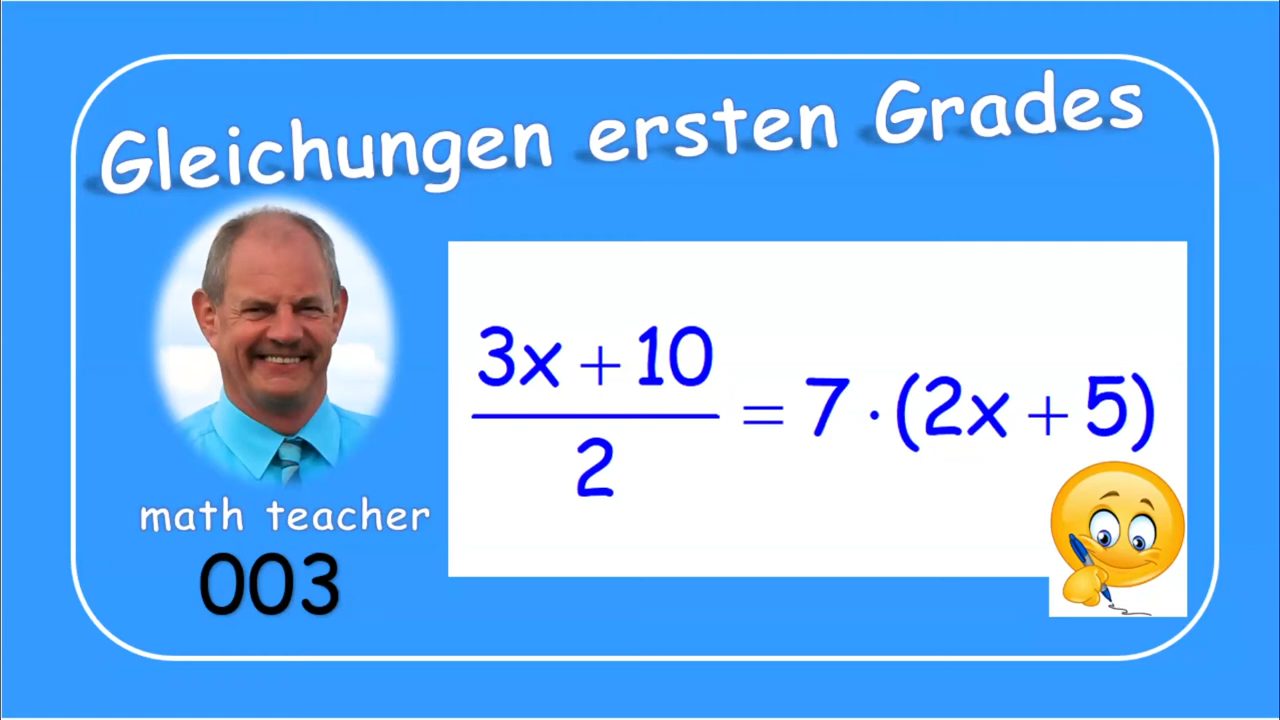 Gleichungen ersten Grades
3x + 10
2
= 7 · (2x + 5)
math teacher
003